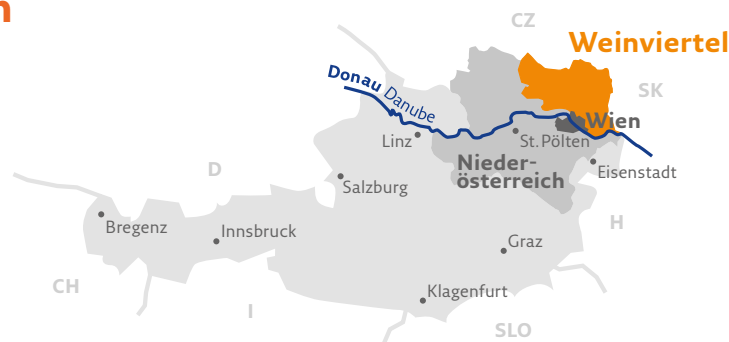 n
CZ
Weinviertel
Donau Danube
SK
Wien
Linz
St. Pölten
Nieder-
österreich
Eisenstadt
D
Salzburg
H
Bregenz
Innsbruck
Graz
CH
Klagenfurt
I
SLO